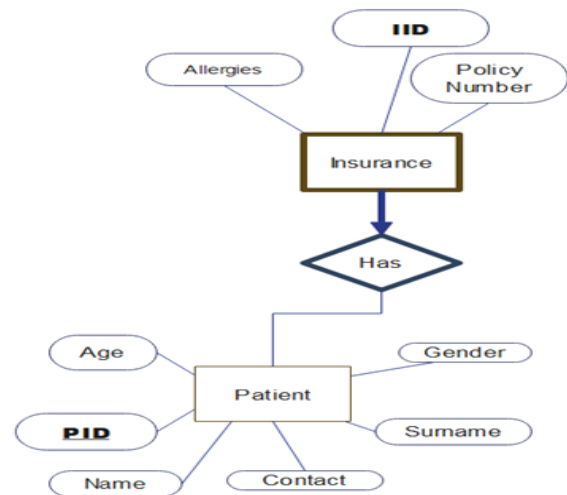 IID
Allergies
Policy
Number
Insurance
Has
Age
Gender
Patient
PID
Surname
Name
Contact